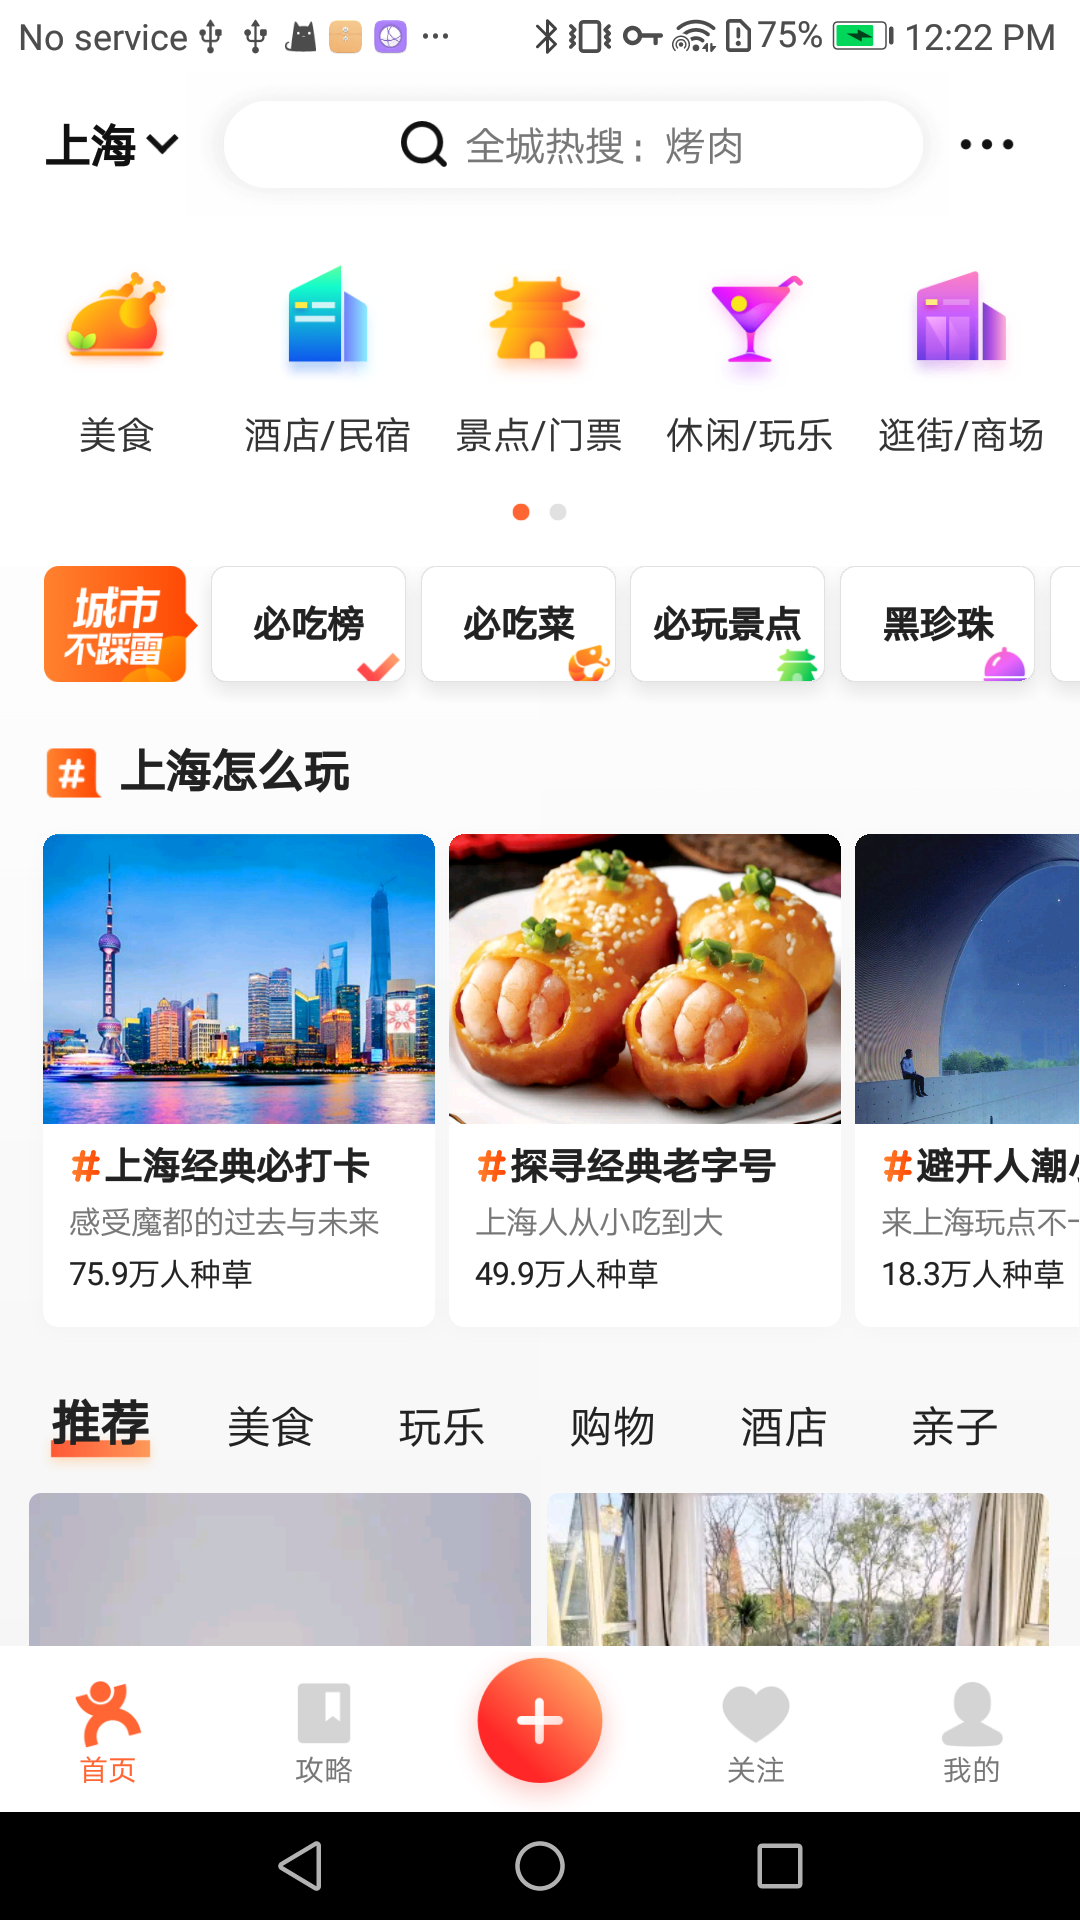 No service 75% 12:22 PM
上海 全城热搜：烤肉
美食 酒店/民宿 景点/门票 休闲/玩乐 逛街/商场
城市
不踩雷
必吃榜 必吃菜 必玩景点 黑珍珠
# 上海怎么玩
#上海经典必打卡
感受魔都的过去与未来
75.9万人种草
#探寻经典老字号
上海人从小吃到大
49.9万人种草
#避开人潮
来上海玩点不
18.3万人种草
推荐 美食 玩乐 购物 酒店 亲子
首页 攻略 关注 我的